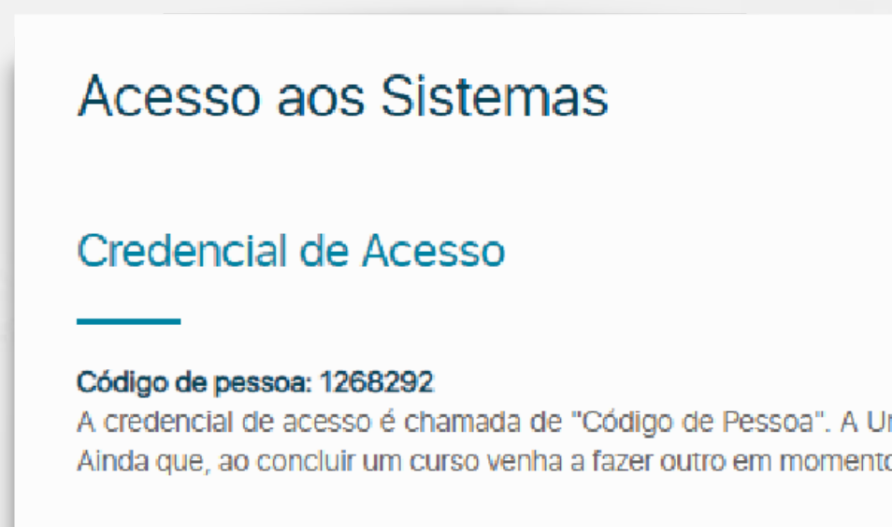 Acesso aos Sistemas
Credencial de Acesso
Código de pessoa: 1268292
A credencial de acesso é chamada de "Código de Pessoa". A
Ainda que, ao concluir um curso venha a fazer outro em momento